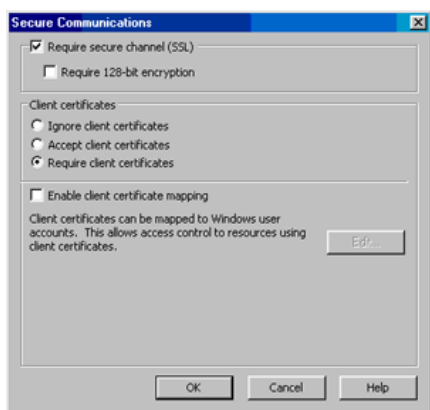 Secure Communications
Require secure channel (SSL)
Require 128-bit encryption
Client certificates
Ignore client certificates
Accept client certificates
Require client certificates
Enable client certificate mapping
Client certificates can be mapped to Windows user
accounts. This allows access control to resources using
client certificates.
Edit...
OK
Cancel
Help